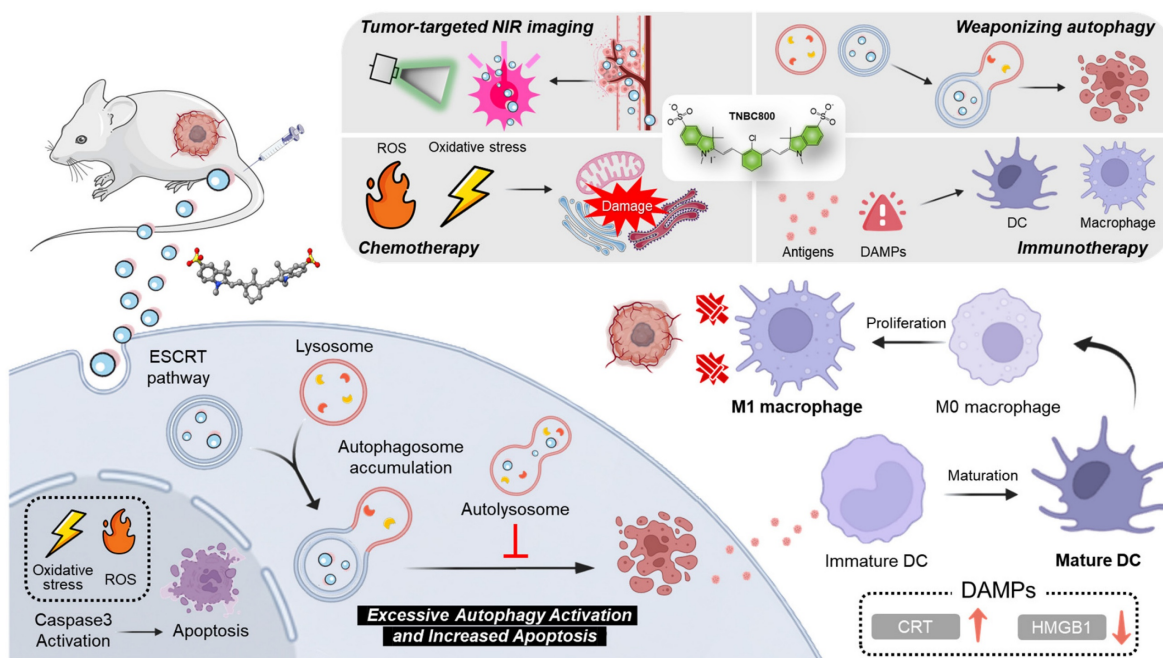 Tumor-targeted NIR imaging
Weaponizing autophagy
TNBC800
⁻O₃S
SO₃⁻
Cl
N
I⁻
N
ROS
Oxidative stress
Damage
Chemotherapy
Antigens
DAMPs
DC
Macrophage
Immunotherapy
ESCRT
pathway
Lysosome
Autophagosome
accumulation
Autolysosome
Oxidative
stress
ROS
Caspase3
Activation
Apoptosis
Excessive Autophagy Activation
and Increased Apoptosis
Proliferation
M1 macrophage
M0 macrophage
Maturation
Immature DC
Mature DC
DAMPs
CRT
HMGB1